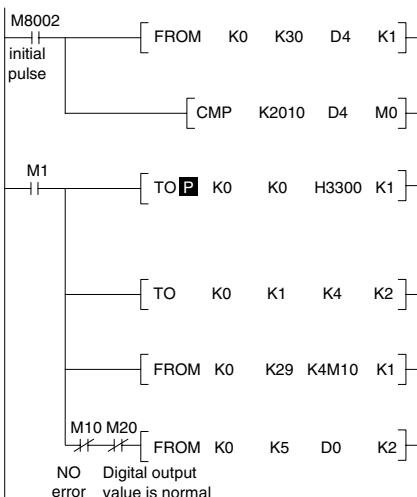 M8002
initial
pulse
FROM K0 K30 D4 K1
CMP K2010 D4 M0
M1
TO P K0 K0 H3300 K1
TO K0 K1 K4 K2
FROM K0 K29 K4M10 K1
M10 M20
FROM K0 K5 D0 K2
NO Digital output
error value is normal